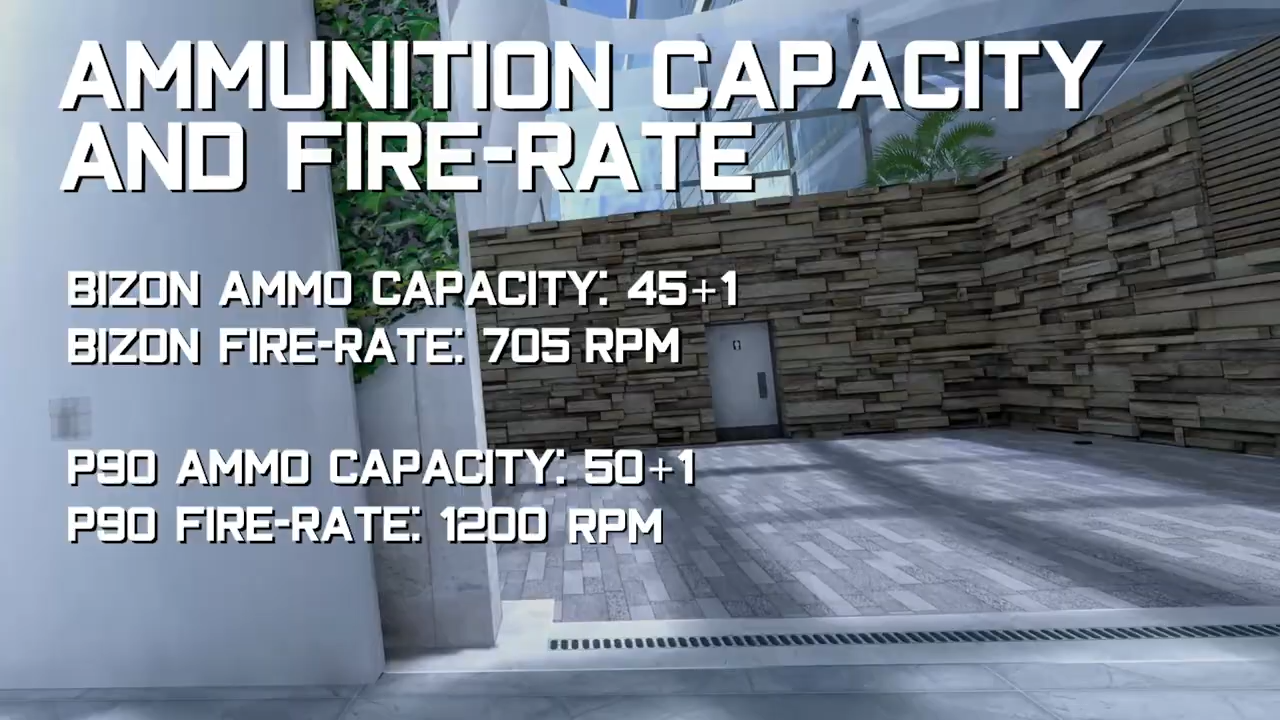 AMMUNITION CAPACITY
AND FIRE-RATE
BIZON AMMO CAPACITY: 45+1
BIZON FIRE-RATE: 705 RPM
P90 AMMO CAPACITY: 50+1
P90 FIRE-RATE: 1200 RPM